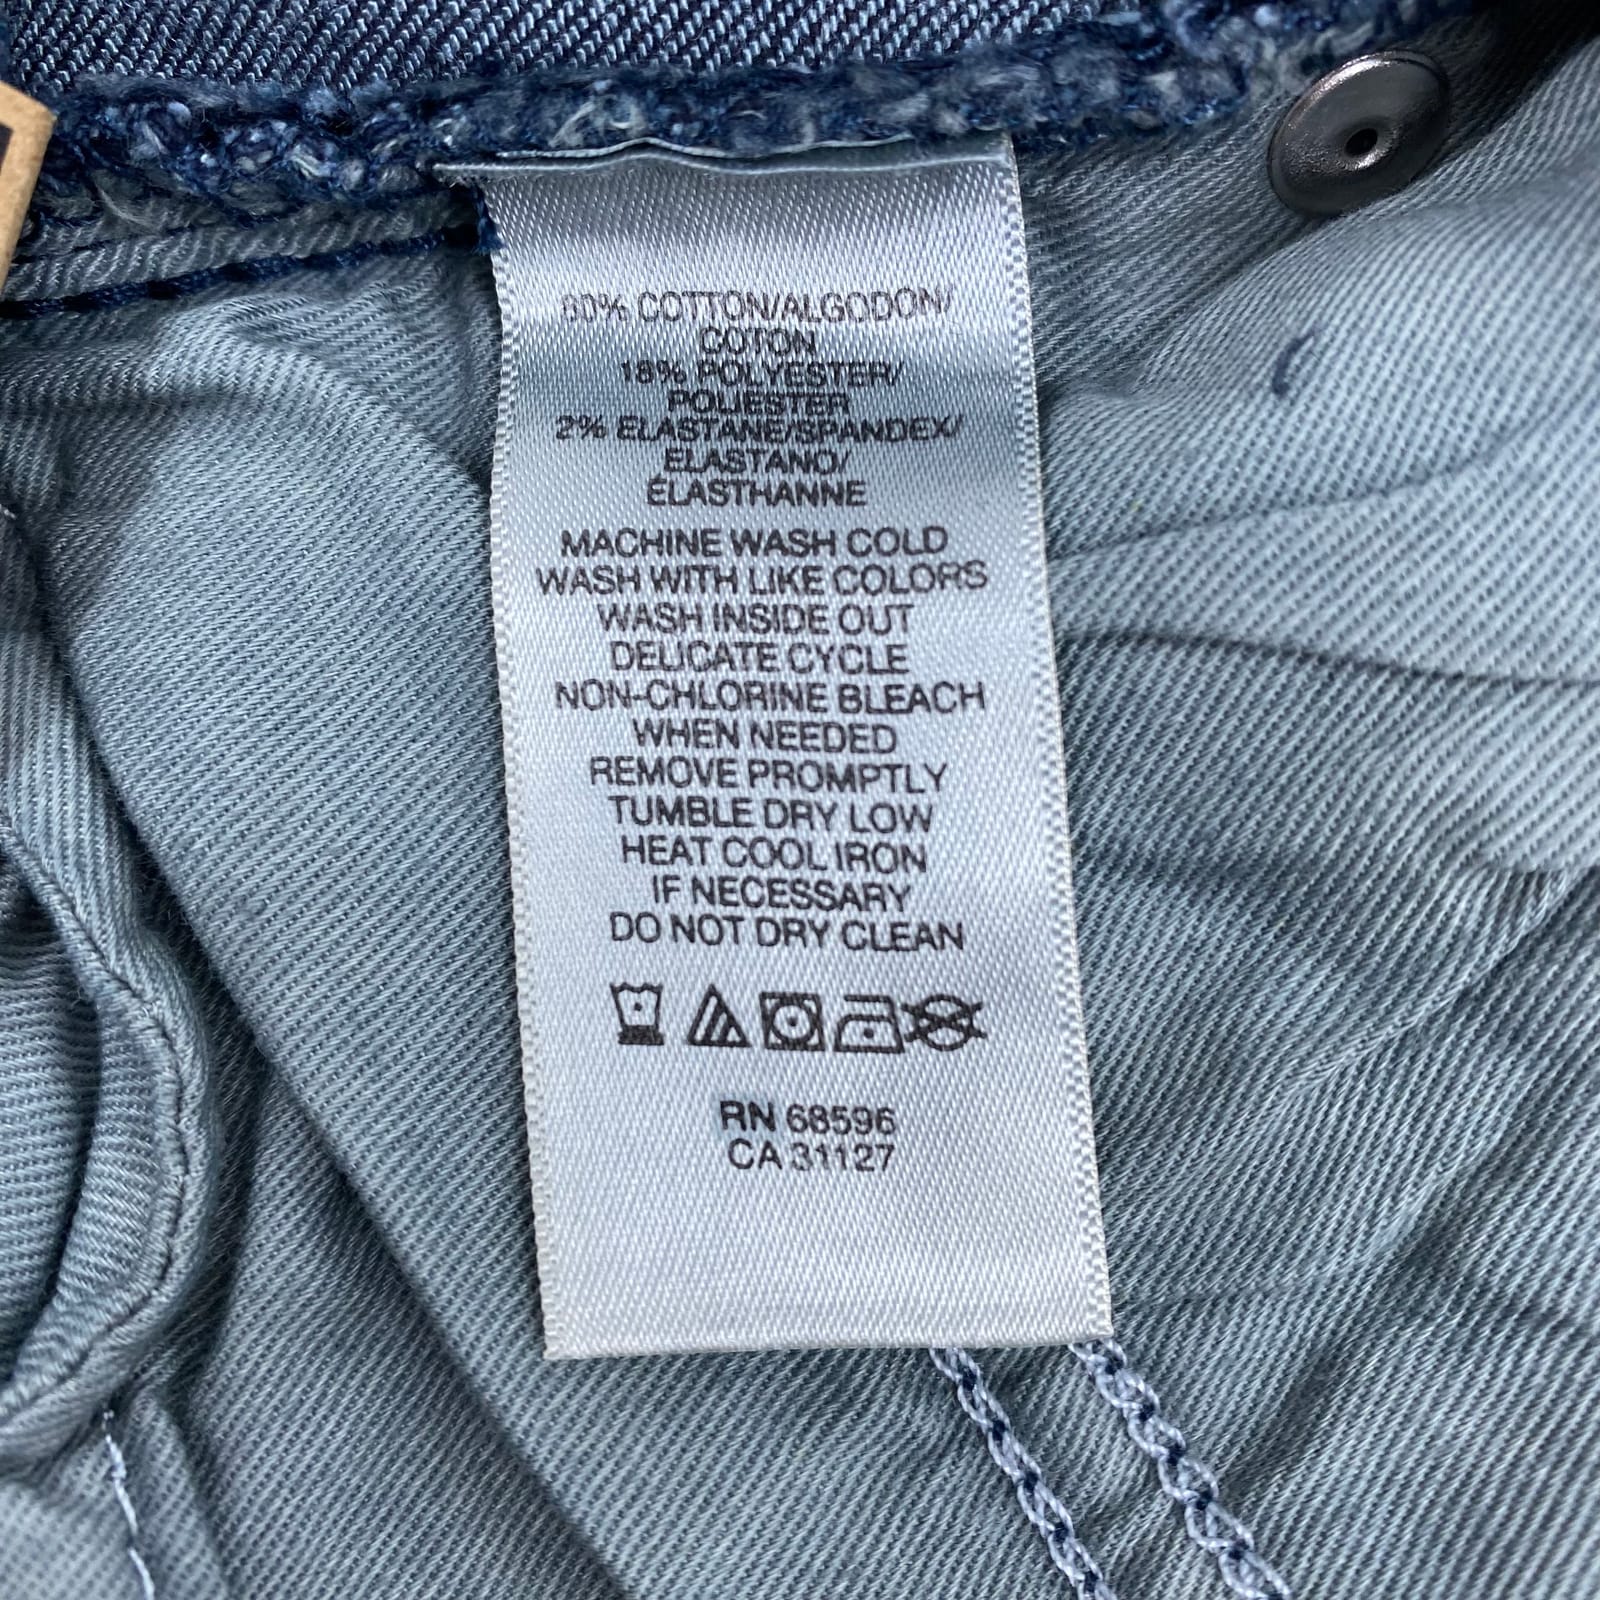 80% COTTON/ALGODON/
COTON
18% POLYESTER/
POLIESTER
2% ELASTANE/SPANDEX/
ELASTANO/
ÉLASTHANNE
MACHINE WASH COLD
WASH WITH LIKE COLORS
WASH INSIDE OUT
DELICATE CYCLE
NON-CHLORINE BLEACH
WHEN NEEDED
REMOVE PROMPTLY
TUMBLE DRY LOW
HEAT COOL IRON
IF NECESSARY
DO NOT DRY CLEAN
RN 68596
CA 31127